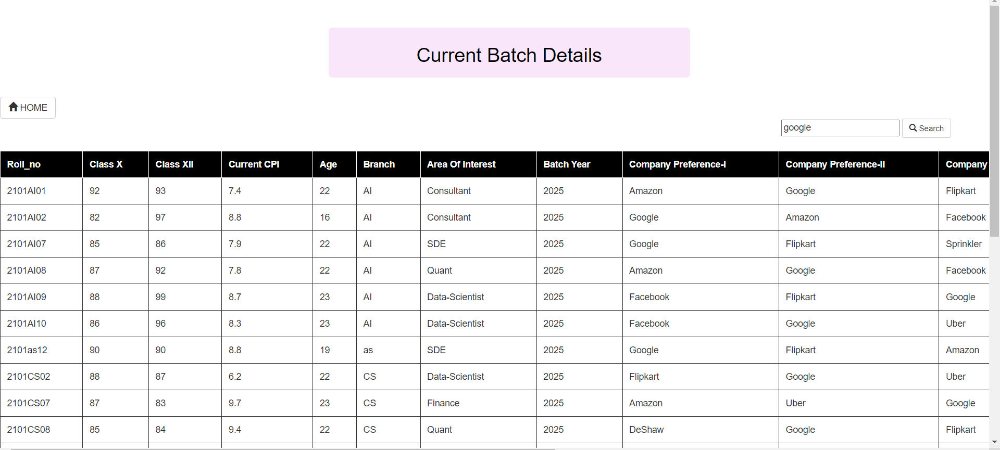 Current Batch Details
HOME
google Search
Roll_no Class X Class XII Current CPI Age Branch Area Of Interest Batch Year Company Preference-I Company Preference-II Company
2101AI01 92 93 7.4 22 AI Consultant 2025 Amazon Google Flipkart
2101AI02 82 97 8.8 16 AI Consultant 2025 Google Amazon Facebook
2101AI07 85 86 7.9 22 AI SDE 2025 Google Flipkart Sprinkler
2101AI08 87 92 7.8 22 AI Quant 2025 Amazon Google Facebook
2101AI09 88 99 8.7 23 AI Data-Scientist 2025 Facebook Flipkart Google
2101AI10 86 96 8.3 23 AI Data-Scientist 2025 Facebook Google Uber
2101as12 90 90 8.8 19 as SDE 2025 Google Flipkart Amazon
2101CS02 88 87 6.2 22 CS Data-Scientist 2025 Flipkart Google Uber
2101CS07 87 83 9.7 23 CS Finance 2025 Amazon Uber Google
2101CS08 85 84 9.4 22 CS Quant 2025 DeShaw Google Flipkart